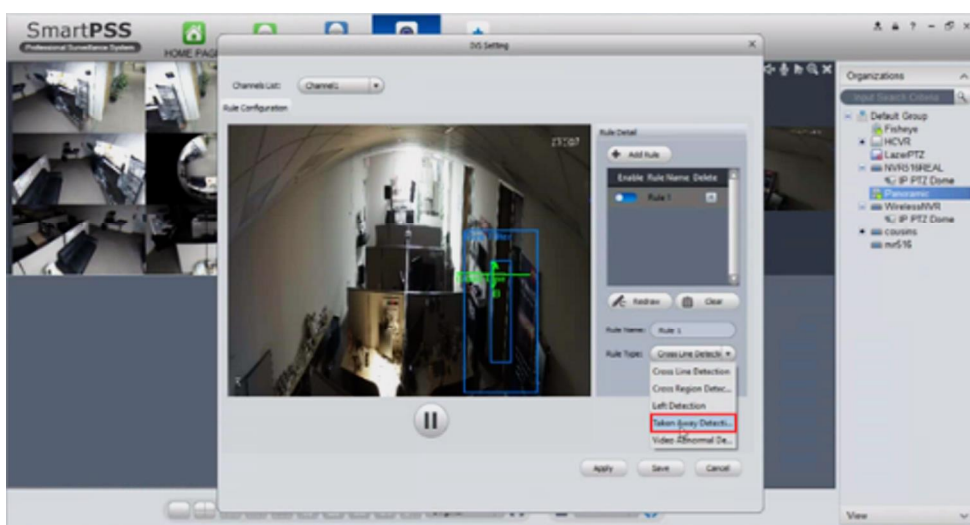 SmartPSS
Professional Surveillance System
HOME PAGE
IVS Setting
Channels List:
Channel1
Rule Configuration
Rule Detail
Add Rule
Enable Rule Name Delete
Rule 1
Redraw
Clear
Rule Name:
Rule 1
Rule Type:
Cross Line Detecti
Cross Line Detection
Cross Region Detec...
Left Detection
Taken Away Detecti...
Video Abnormal De...
Apply
Save
Cancel
Organizations
Input Search Criteria
Default Group
Fisheye
HCVR
LazerPTZ
NVR516REAL
IP PTZ Dome
Panoramic
WirelessNVR
IP PTZ Dome
cousins
nvr516
View